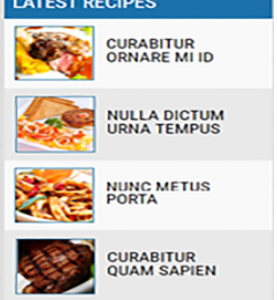 LATEST RECIPES
CURABITUR
ORNARE MI ID
NULLA DICTUM
URNA TEMPUS
NUNC METUS
PORTA
CURABITUR
QUAM SAPIEN